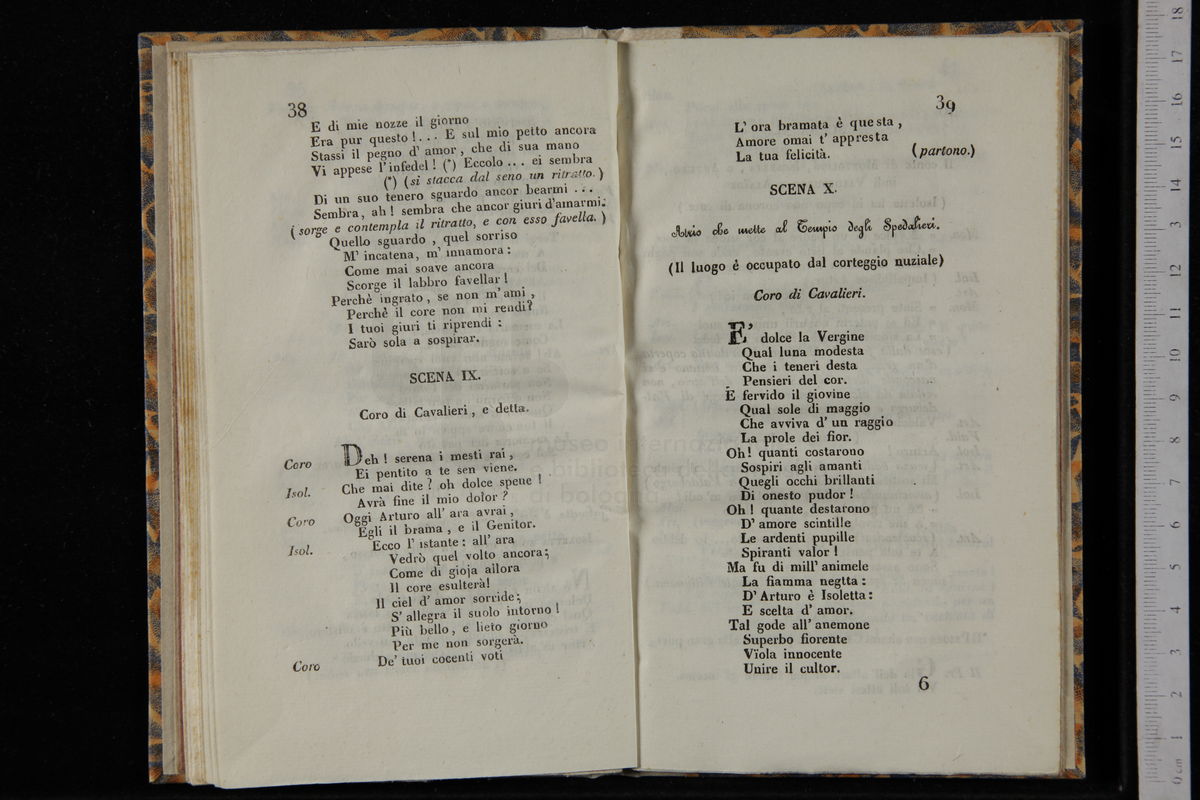 38
E di mie nozze il giorno
Era pur questo!... E sul mio petto ancora
Stassi il pegno d' amor, che di sua mano
Vi appese l' infedel! (*) Eccolo... ei sembra
(*) (si stacca dal seno un ritratto.)
Di un suo tenero sguardo ancor bearmi...
Sembra, ah! sembra che ancor giuri d'amarmi.
(sorge e contempla il ritratto, e con esso favella.)
Quello sguardo, quel sorriso
M' incatena, m' innamora:
Come mai soave ancora
Scorge il labbro favellar!
Perchè ingrato, se non m'ami,
Perchè il core non mi rendi?
I tuoi giuri ti riprendi:
Sarò sola a sospirar.
SCENA IX.
Coro di Cavalieri, e detta.
Coro Deh! serena i mesti rai,
Ei pentito a te sen viene.
Isol. Che mai dite? oh dolce spene!
Avrà fine il mio dolor?
Coro Oggi Arturo all' ara avrai,
Egli il brama, e il Genitor.
Isol. Ecco l' istante: all' ara
Vedrò quel volto ancora;
Come di gioja allora
Il core esulterà!
Il ciel d' amor sorride;
S' allegra il suolo intorno!
Più bello, e lieto giorno
Per me non sorgerà.
Coro De' tuoi cocenti voti
39
L' ora bramata è questa,
Amore omai t' appresta
La tua felicità. (partono.)
SCENA X.
Atrio che mette al Tempio degli Spedalieri.
(Il luogo è occupato dal corteggio nuziale)
Coro di Cavalieri.
E' dolce la Vergine
Qual luna modesta
Che i teneri desta
Pensieri del cor.
E fervido il giovine
Qual sole di maggio
Che avviva d' un raggio
La prole dei fior.
Oh! quanti costarono
Sospiri agli amanti
Quegli occhi brillanti
Di onesto pudor!
Oh! quante destarono
D' amore scintille
Le ardenti pupille
Spiranti valor!
Ma fu di mill' animele
La fiamma negtta:
D' Arturo è Isoletta:
E scelta d' amor.
Tal gode all' anemone
Superbo fiorente
Vïola innocente
Unire il cultor.
6